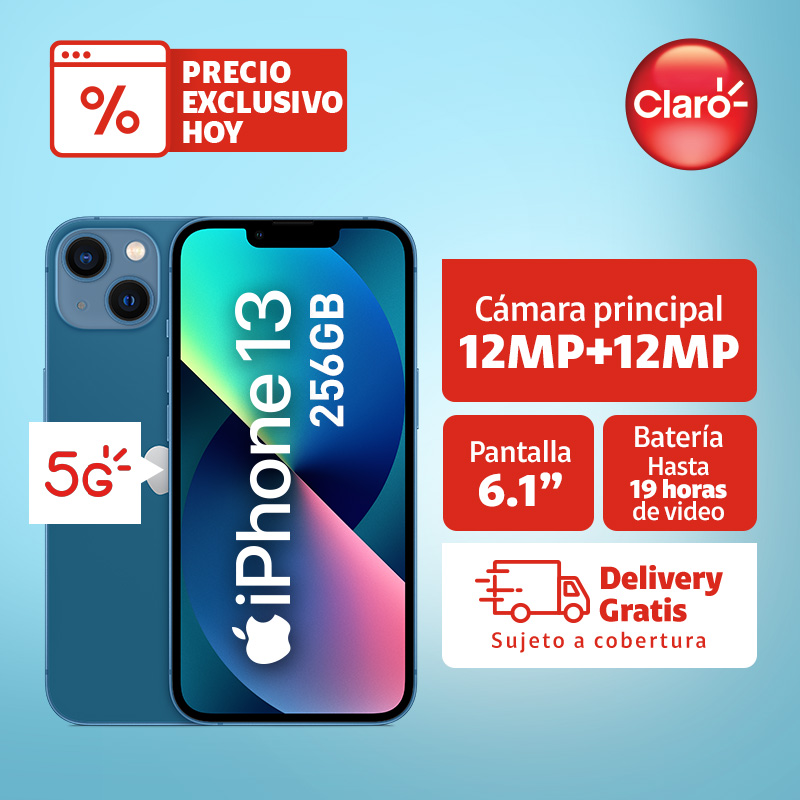 %
PRECIO
EXCLUSIVO
HOY
Claro
iPhone 13
256GB
5G
Cámara principal
12MP+12MP
Pantalla
6.1”
Batería
Hasta
19 horas
de video
Delivery
Gratis
Sujeto a cobertura